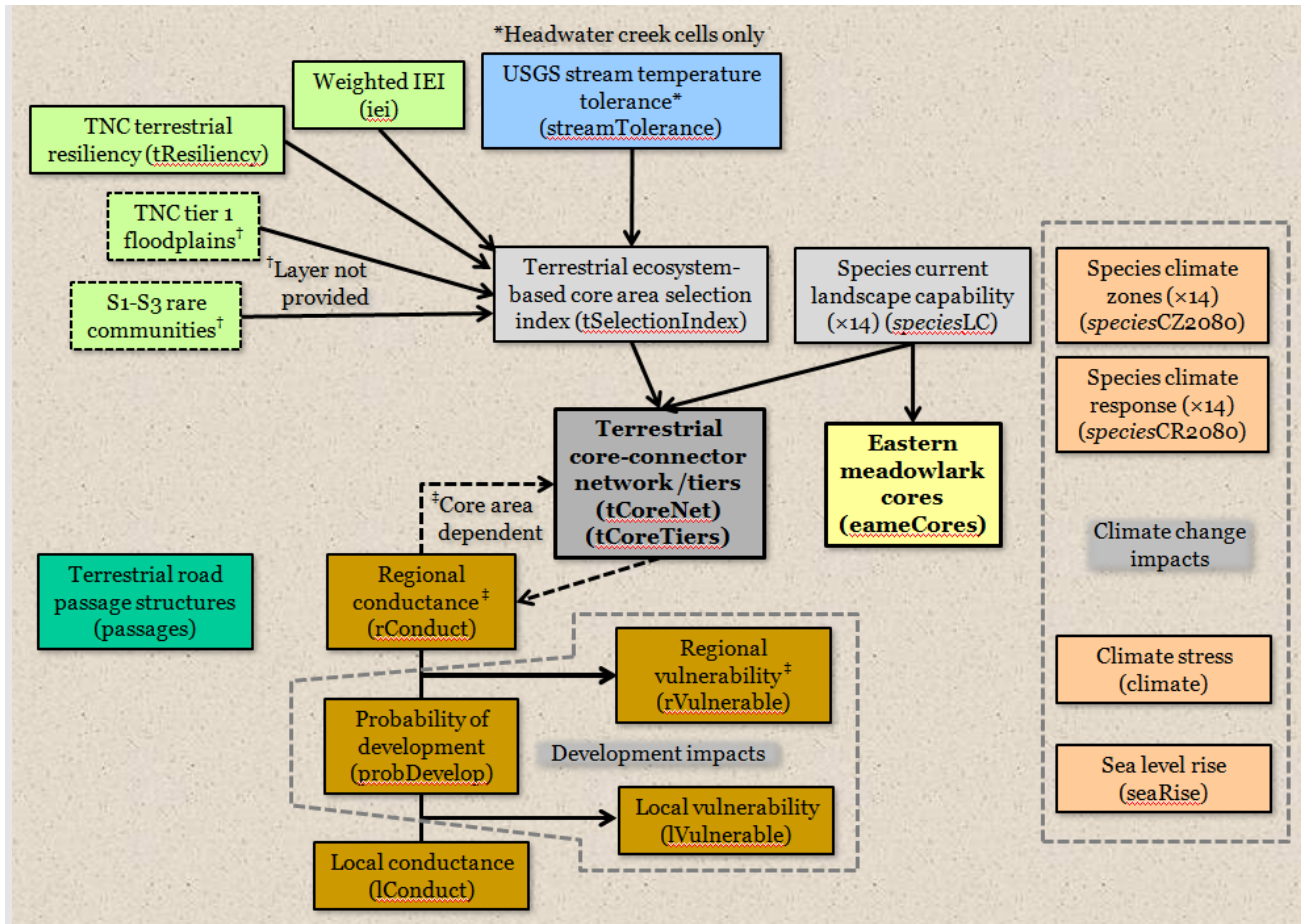 *Headwater creek cells only
USGS stream temperature
tolerance*
(streamTolerance)
Weighted IEI
(iei)
TNC terrestrial
resiliency (tResiliency)
TNC tier 1
floodplains†
†Layer not
provided
S1-S3 rare
communities†
Terrestrial ecosystem-
based core area selection
index (tSelectionIndex)
Species current
landscape capability
(×14) (speciesLC)
Species climate
zones (×14)
(speciesCZ2080)
Species climate
response (×14)
(speciesCR2080)
Terrestrial
core-connector
network/tiers
(tCoreNet)
(tCoreTiers)
Eastern
meadowlark
cores
(eameCores)
‡Core area
dependent
Climate change
impacts
Terrestrial road
passage structures
(passages)
Regional
conductance‡
(rConduct)
Regional
vulnerability‡
(rVulnerable)
Climate stress
(climate)
Probability of
development
(probDevelop)
Development impacts
Sea level rise
(seaRise)
Local vulnerability
(lVulnerable)
Local conductance
(lConduct)